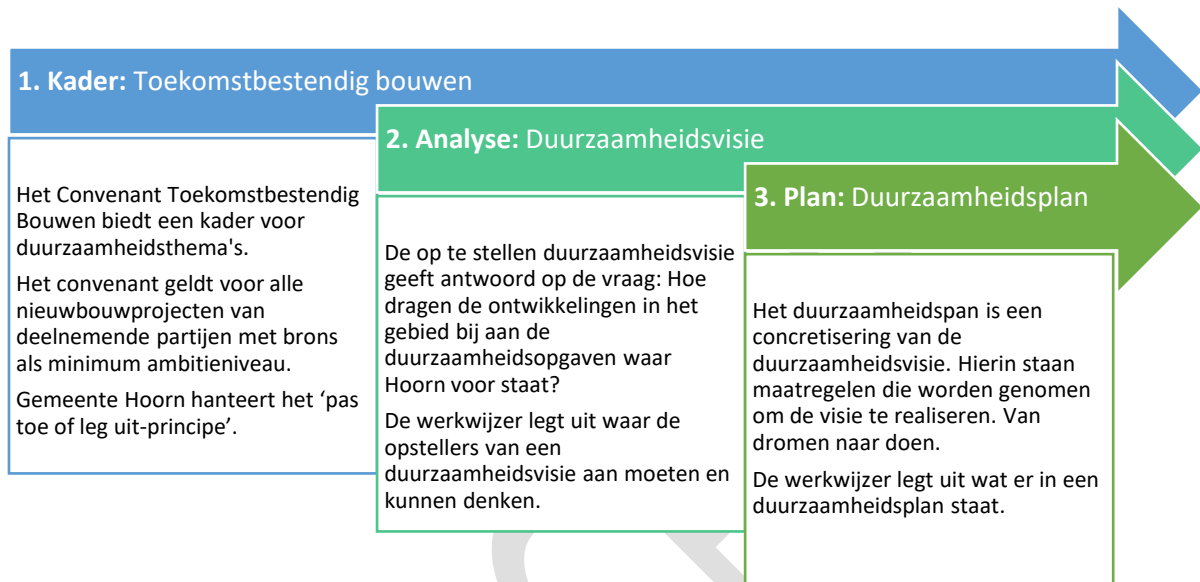 1. Kader: Toekomstbestendig bouwen
Het Convenant Toekomstbestendig
Bouwen biedt een kader voor
duurzaamheidsthema's.
Het convenant geldt voor alle
nieuwbouwprojecten van
deelnemende partijen met brons
als minimum ambitieniveau.
Gemeente Hoorn hanteert het ‘pas
toe of leg uit-principe’.
2. Analyse: Duurzaamheidsvisie
De op te stellen duurzaamheidsvisie
geeft antwoord op de vraag: Hoe
dragen de ontwikkelingen in het
gebied bij aan de
duurzaamheidsopgaven waar
Hoorn voor staat?
De werkwijzer legt uit waar de
opstellers van een
duurzaamheidsvisie aan moeten en
kunnen denken.
3. Plan: Duurzaamheidsplan
Het duurzaamheidspan is een
concretisering van de
duurzaamheidsvisie. Hierin staan
maatregelen die worden genomen
om de visie te realiseren. Van
dromen naar doen.
De werkwijzer legt uit wat er in een
duurzaamheidsplan staat.